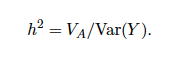 h² = V_A/Var(Y).